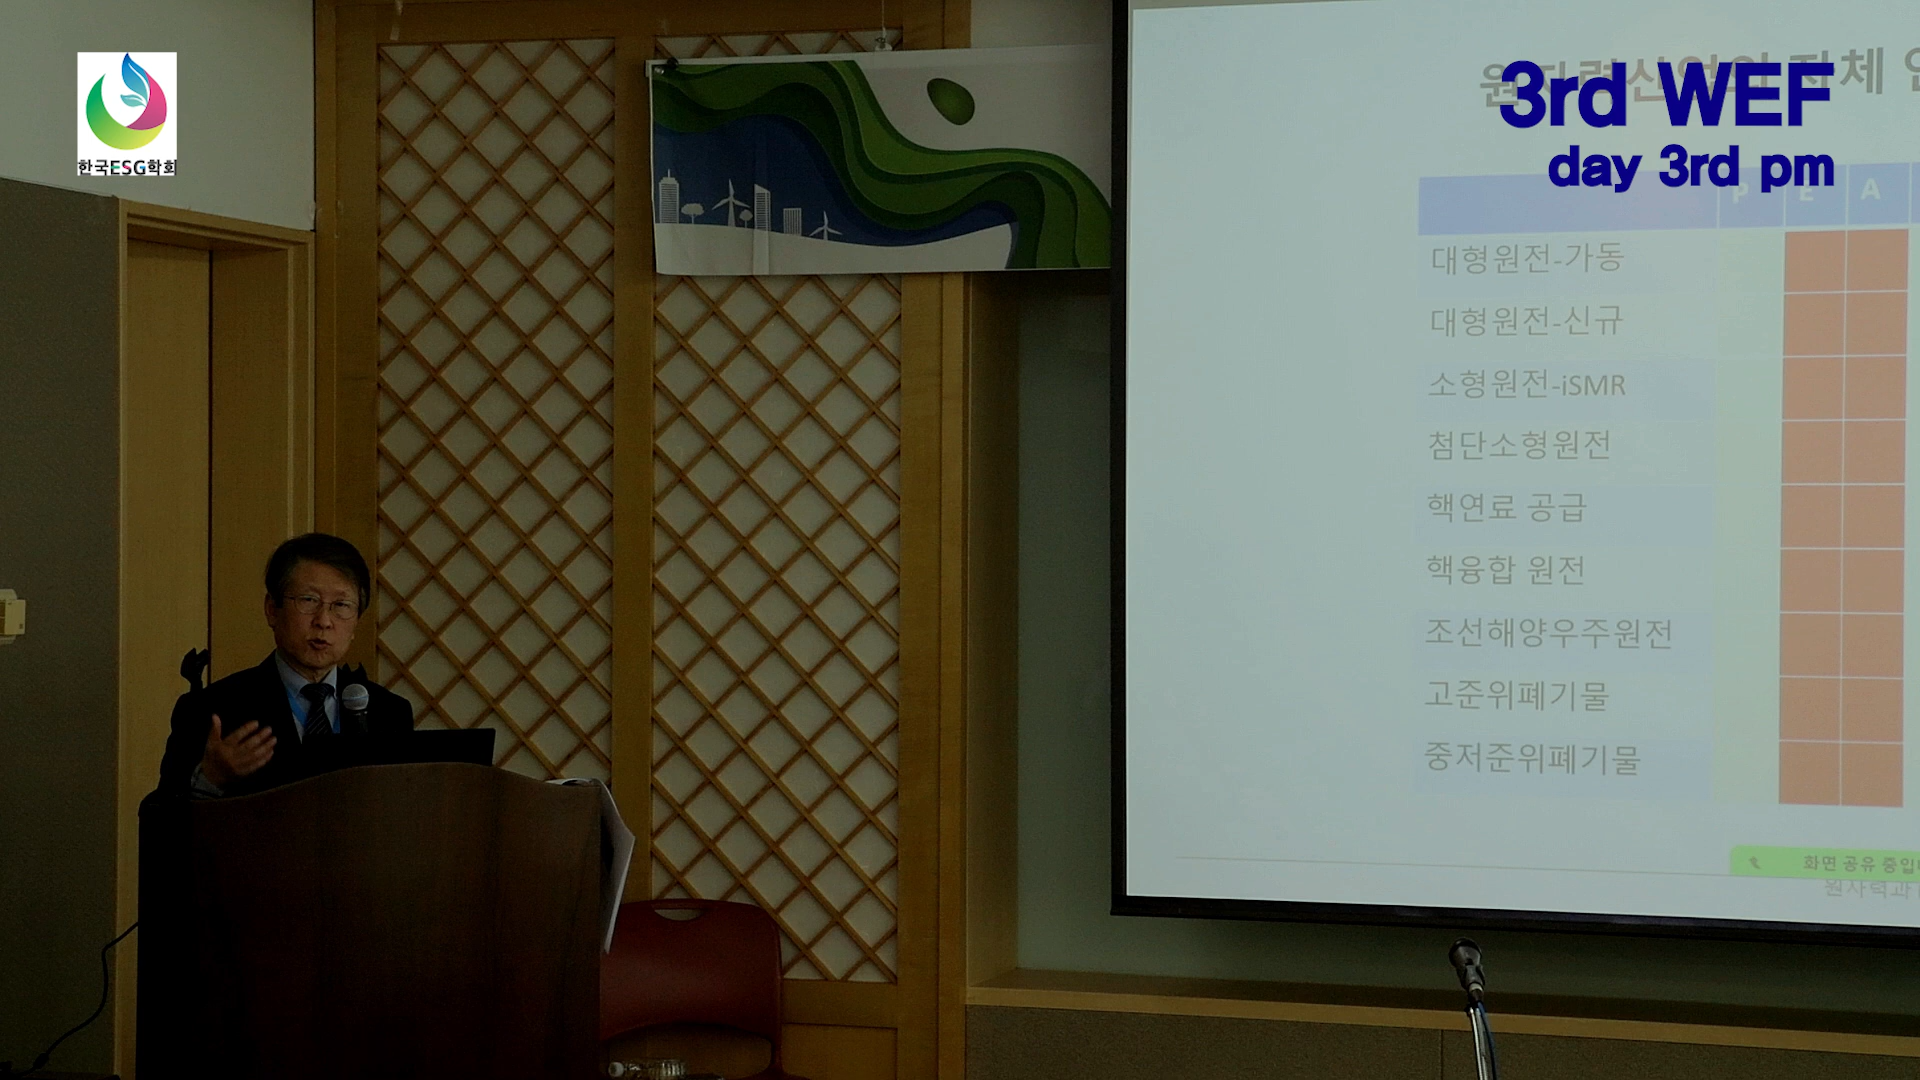 한국ESG학회
3rd WEF
day 3rd pm
E A
대형원전-가동
대형원전-신규
소형원전-iSMR
첨단소형원전
핵연료 공급
핵융합 원전
조선해양우주원전
고준위폐기물
중저준위폐기물
화면 공유 중입